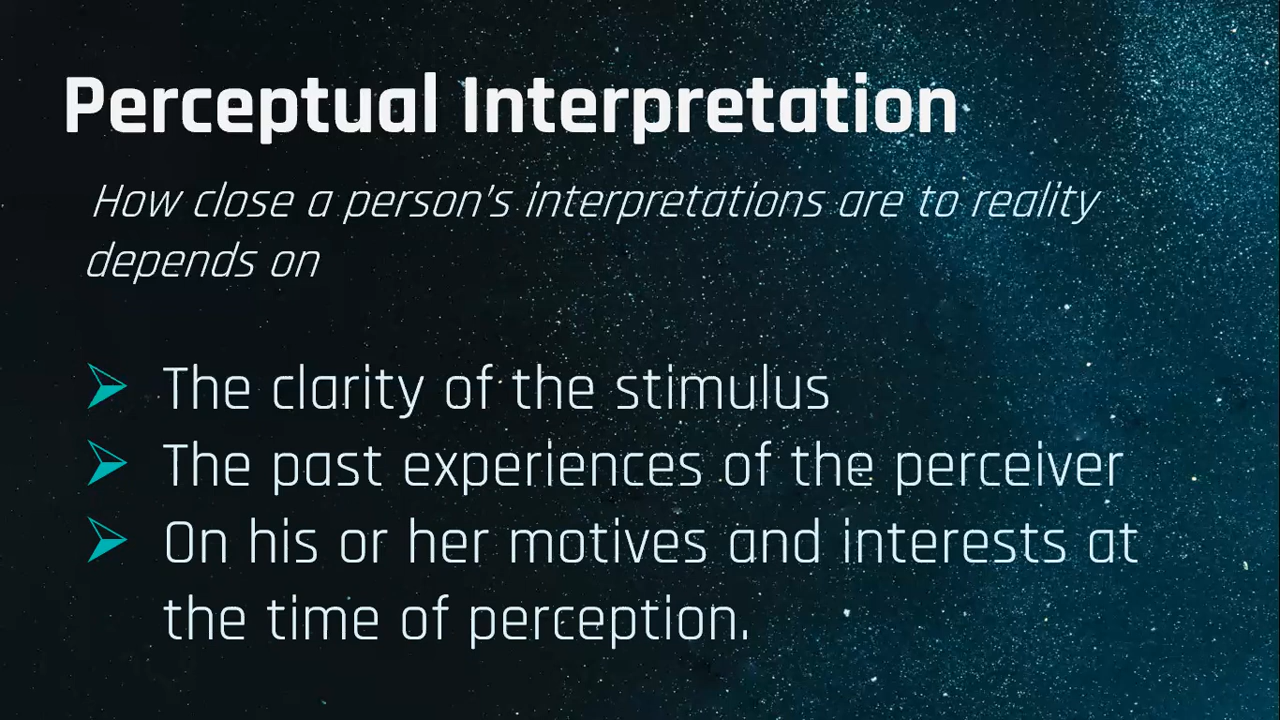 Perceptual Interpretation
How close a person's interpretations are to reality
depends on
The clarity of the stimulus
The past experiences of the perceiver
On his or her motives and interests at
the time of perception.